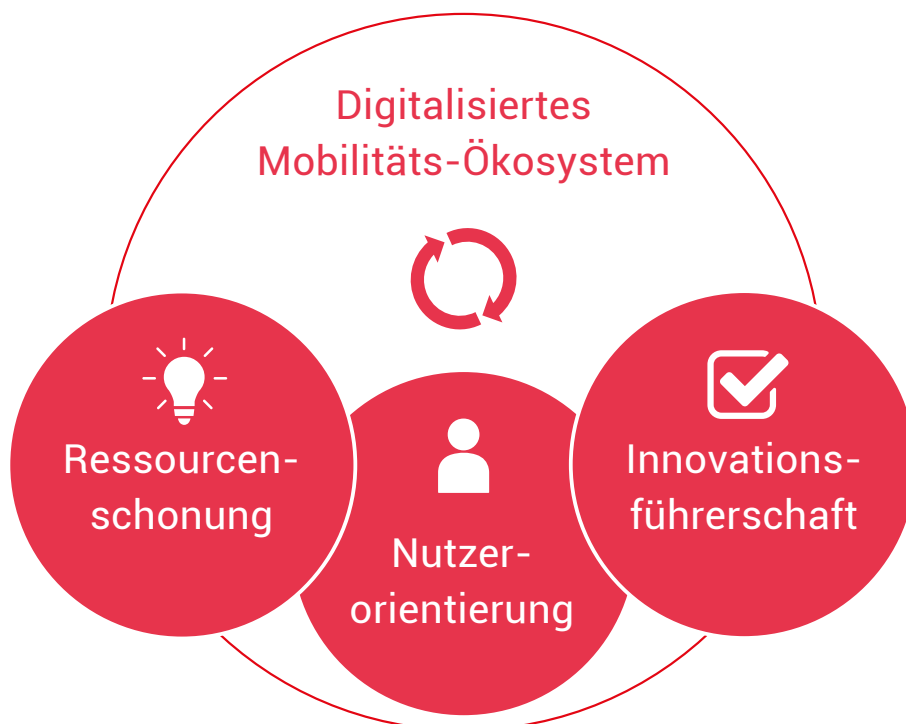 Digitalisiertes
Mobilitäts-Ökosystem
Ressourcen-
schonung
Nutzer-
orientierung
Innovations-
führerschaft